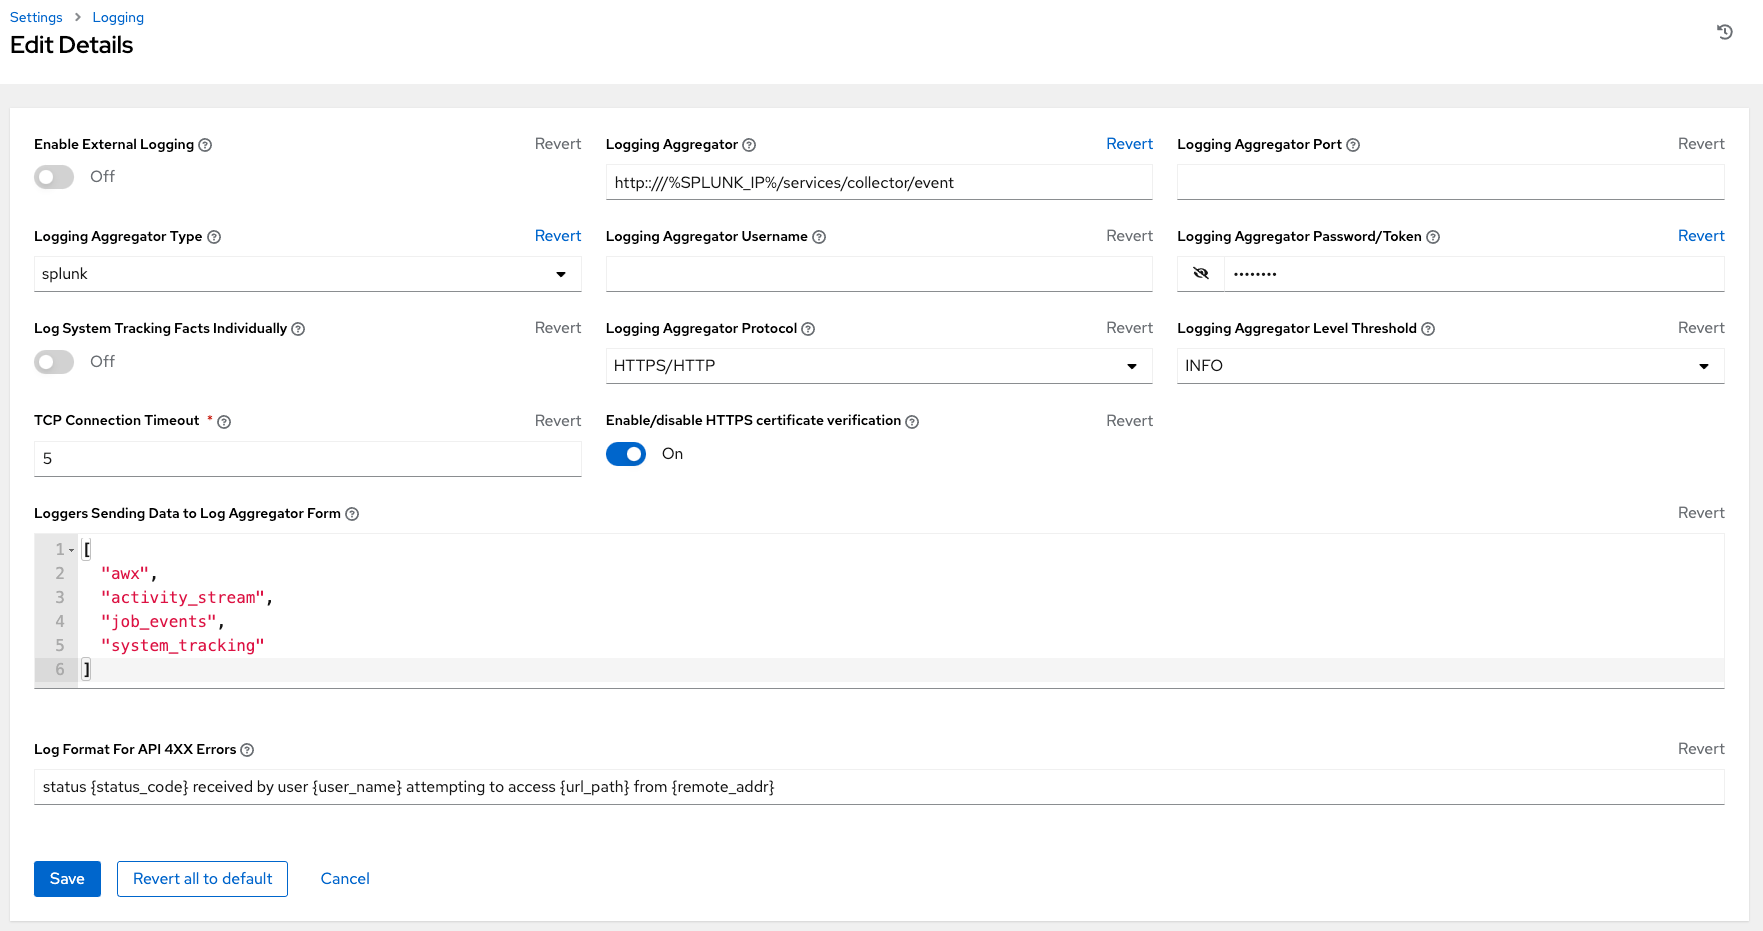 Settings > Logging
Edit Details
Enable External Logging Revert
Off
Logging Aggregator Revert
http:://​/%SPLUNK_IP%/services/collector/event
Logging Aggregator Port Revert
Logging Aggregator Type Revert
splunk
Logging Aggregator Username Revert
Logging Aggregator Password/Token Revert
••••••••
Log System Tracking Facts Individually Revert
Off
Logging Aggregator Protocol Revert
HTTPS/HTTP
Logging Aggregator Level Threshold Revert
INFO
TCP Connection Timeout * Revert
5
Enable/disable HTTPS certificate verification Revert
On
Loggers Sending Data to Log Aggregator Form Revert
1 [
2 "awx",
3 "activity_stream",
4 "job_events",
5 "system_tracking"
6 ]
Log Format For API 4XX Errors Revert
status {status_code} received by user {user_name} attempting to access {url_path} from {remote_addr}
Save Revert all to default Cancel